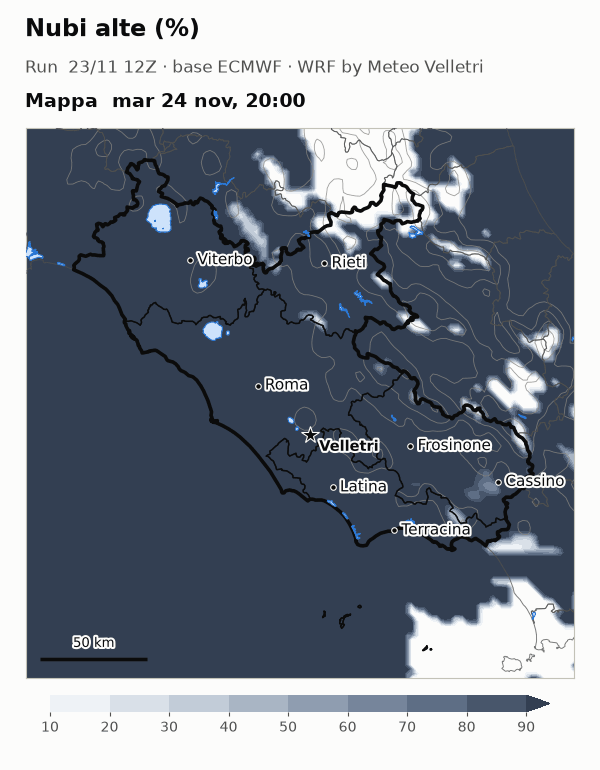 Nubi alte (%)
Run 23/11 12Z · base ECMWF · WRF by Meteo Velletri
Mappa mar 24 nov, 20:00
Viterbo
Rieti
Roma
Velletri
Frosinone
Latina
Cassino
Terracina
50 km
10 20 30 40 50 60 70 80 90